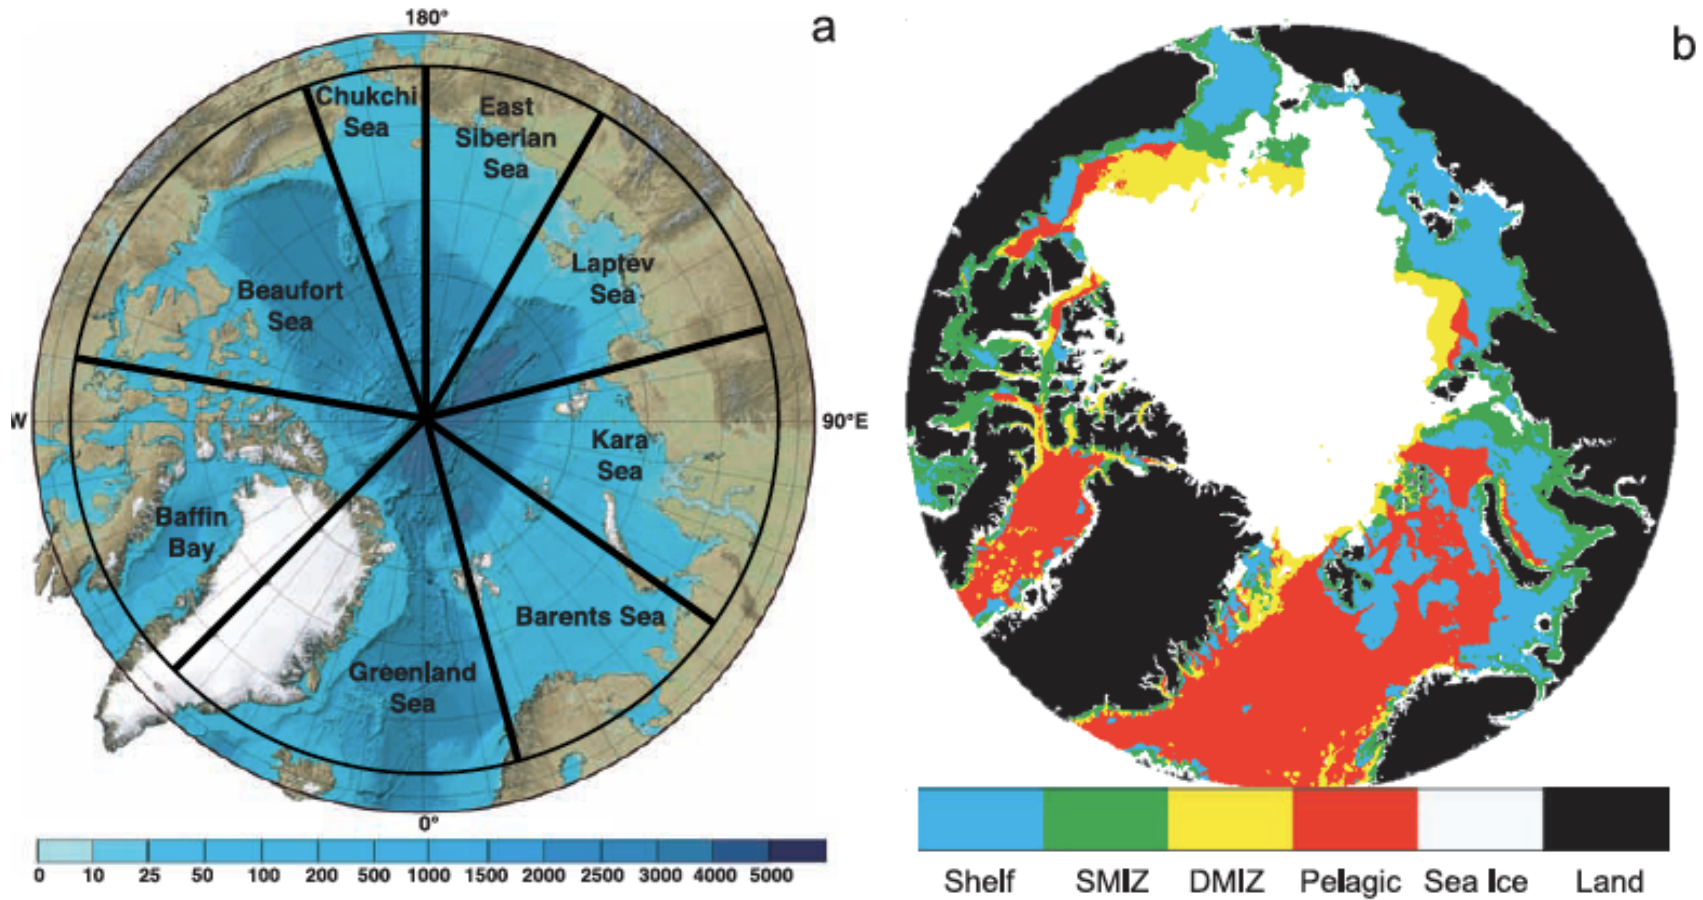 180°
a
b
Chukchi
Sea
East
Siberian
Sea
Laptev
Sea
Beaufort
Sea
W
90°E
Kara
Sea
Baffin
Bay
Barents Sea
Greenland
Sea
0°
0 10 25 50 100 200 500 1000 1500 2000 2500 3000 4000 5000
Shelf SMIZ DMIZ Pelagic Sea Ice Land